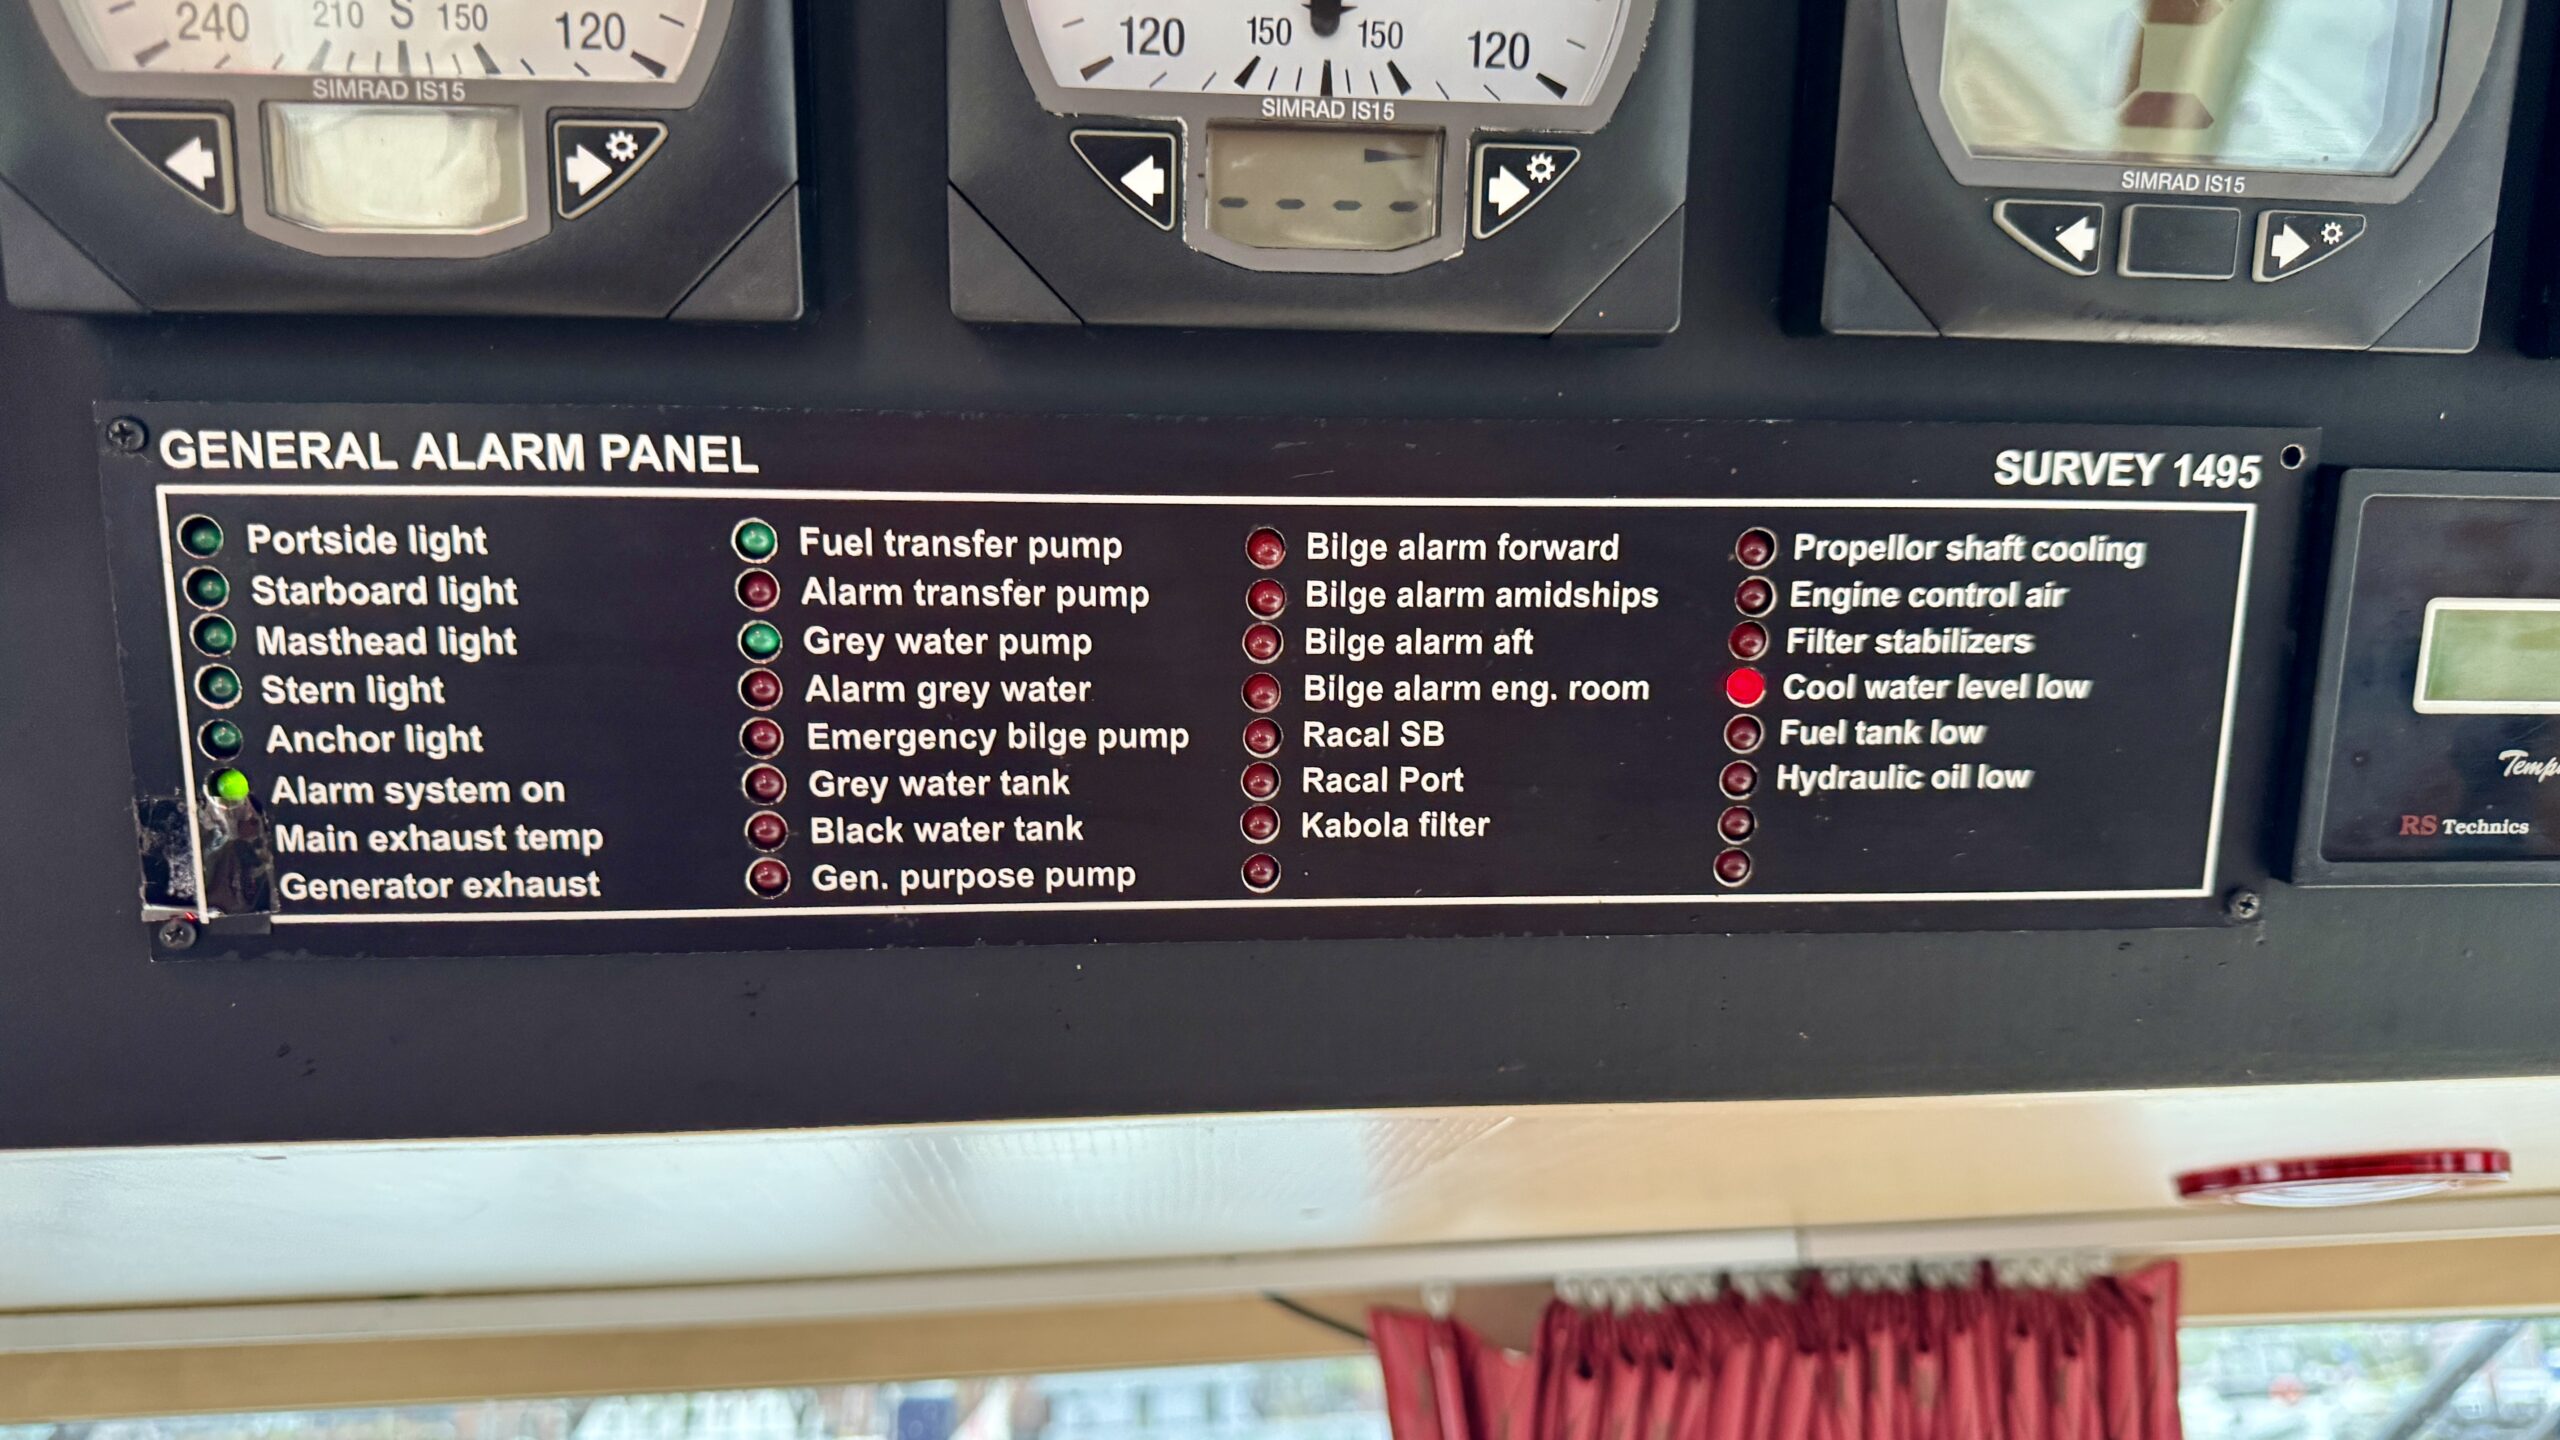 240 210 S 150 120
SIMRAD IS15
120 150 150 120
SIMRAD IS15
SIMRAD IS15
GENERAL ALARM PANEL
SURVEY 1495
Portside light
Starboard light
Masthead light
Stern light
Anchor light
Alarm system on
Main exhaust temp
Generator exhaust
Fuel transfer pump
Alarm transfer pump
Grey water pump
Alarm grey water
Emergency bilge pump
Grey water tank
Black water tank
Gen. purpose pump
Bilge alarm forward
Bilge alarm amidships
Bilge alarm aft
Bilge alarm eng. room
Racal SB
Racal Port
Kabola filter
Propellor shaft cooling
Engine control air
Filter stabilizers
Cool water level low
Fuel tank low
Hydraulic oil low
RS Technics